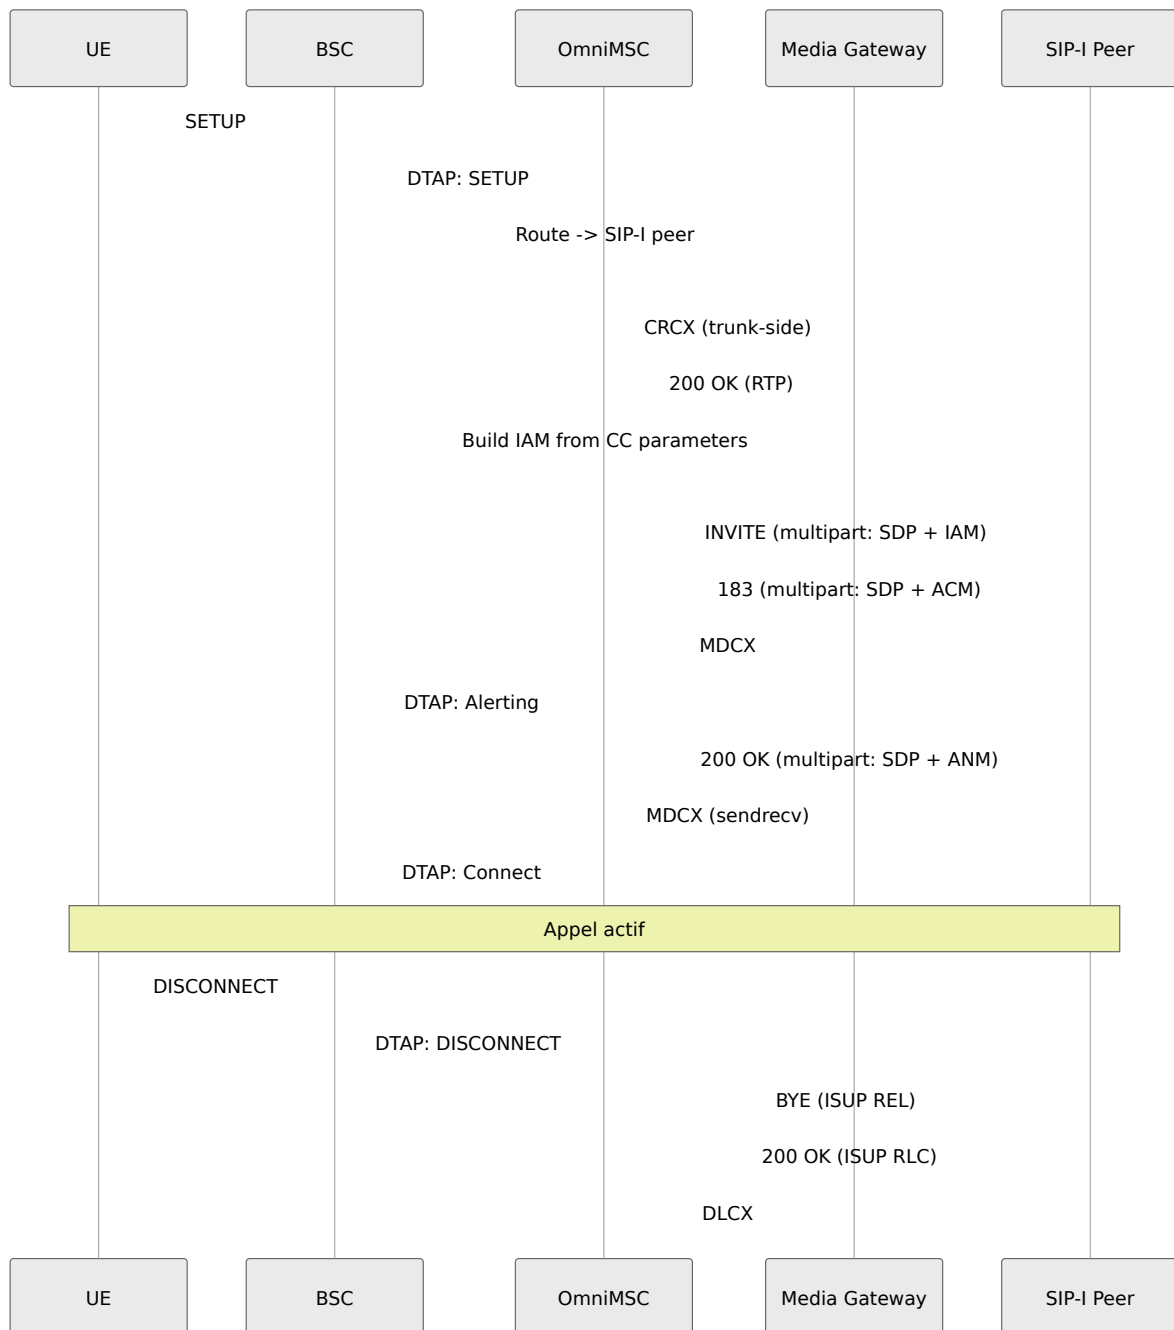 UE
BSC
OmniMSC
Media Gateway
SIP-I Peer
SETUP
DTAP: SETUP
Route -> SIP-I peer
CRCX (trunk-side)
200 OK (RTP)
Build IAM from CC parameters
INVITE (multipart: SDP + IAM)
183 (multipart: SDP + ACM)
MDCX
DTAP: Alerting
200 OK (multipart: SDP + ANM)
MDCX (sendrecv)
DTAP: Connect
Appel actif
DISCONNECT
DTAP: DISCONNECT
BYE (ISUP REL)
200 OK (ISUP RLC)
DLCX
UE
BSC
OmniMSC
Media Gateway
SIP-I Peer